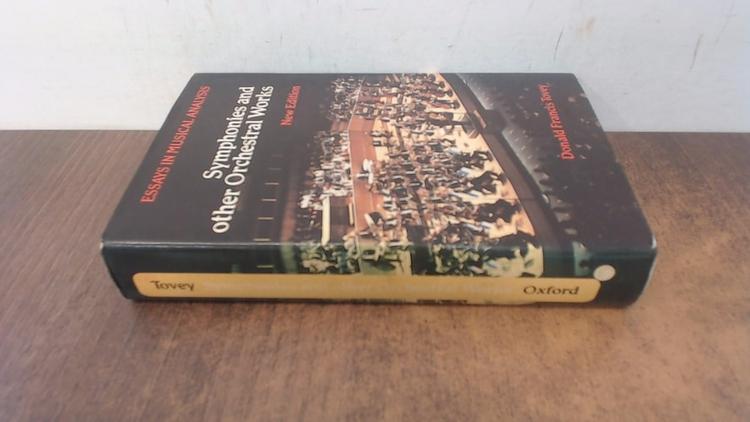 ESSAYS IN MUSICAL ANALYSIS
Symphonies and
other Orchestral Works
New Edition
Donald Francis Tovey
Tovey
Oxford